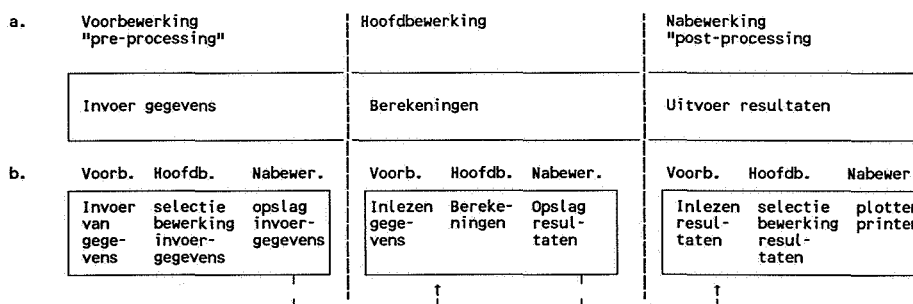 a. Voorbewerking Hoofdbewerking Nabewerking
"pre-processing" "post-processing
Invoer gegevens Berekeningen Uitvoer resultaten
b. Voorb. Hoofdb. Nabewer. Voorb. Hoofdb. Nabewer. Voorb. Hoofdb. Nabewer
Invoer selectie opslag Inlezen Bereke- Opslag Inlezen selectie plotten
van bewerking invoer- gege- ningen resul- resul- bewerking printen
gege- invoer- gegevens vens taten taten resul-
vens gegevens taten